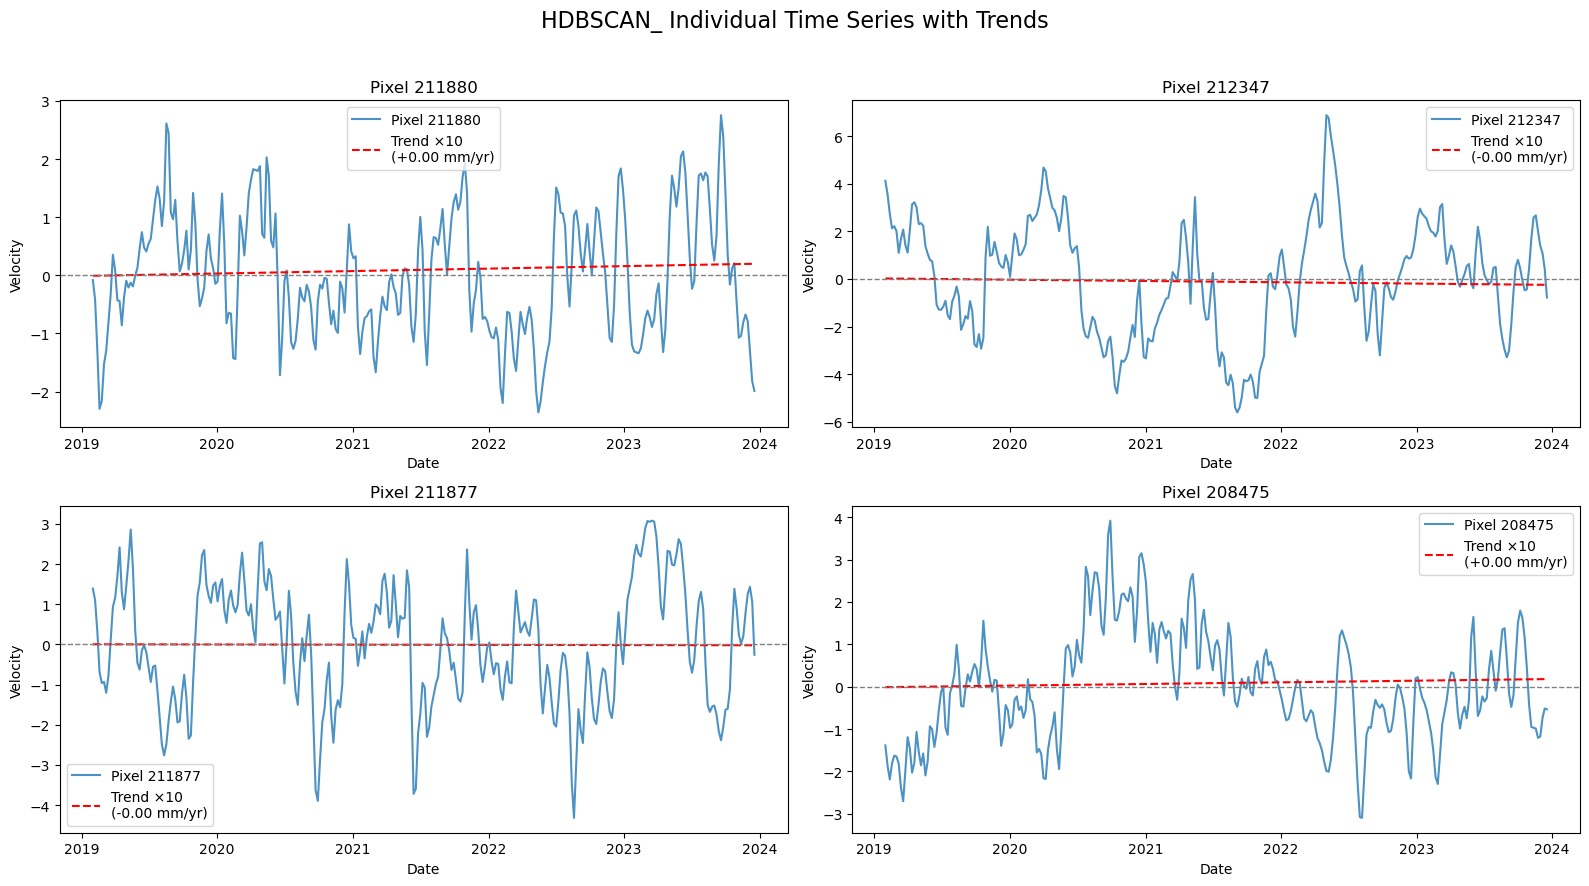 HDBSCAN_ Individual Time Series with Trends
Pixel 211880
Velocity
3
2
1
0
−1
−2
Pixel 211880
Trend ×10
(+0.00 mm/yr)
2019
2020
2021
2022
2023
2024
Date
Pixel 212347
Velocity
6
4
2
0
−2
−4
−6
Pixel 212347
Trend ×10
(-0.00 mm/yr)
2019
2020
2021
2022
2023
2024
Date
Pixel 211877
Velocity
3
2
1
0
−1
−2
−3
−4
Pixel 211877
Trend ×10
(-0.00 mm/yr)
2019
2020
2021
2022
2023
2024
Date
Pixel 208475
Velocity
4
3
2
1
0
−1
−2
−3
Pixel 208475
Trend ×10
(+0.00 mm/yr)
2019
2020
2021
2022
2023
2024
Date